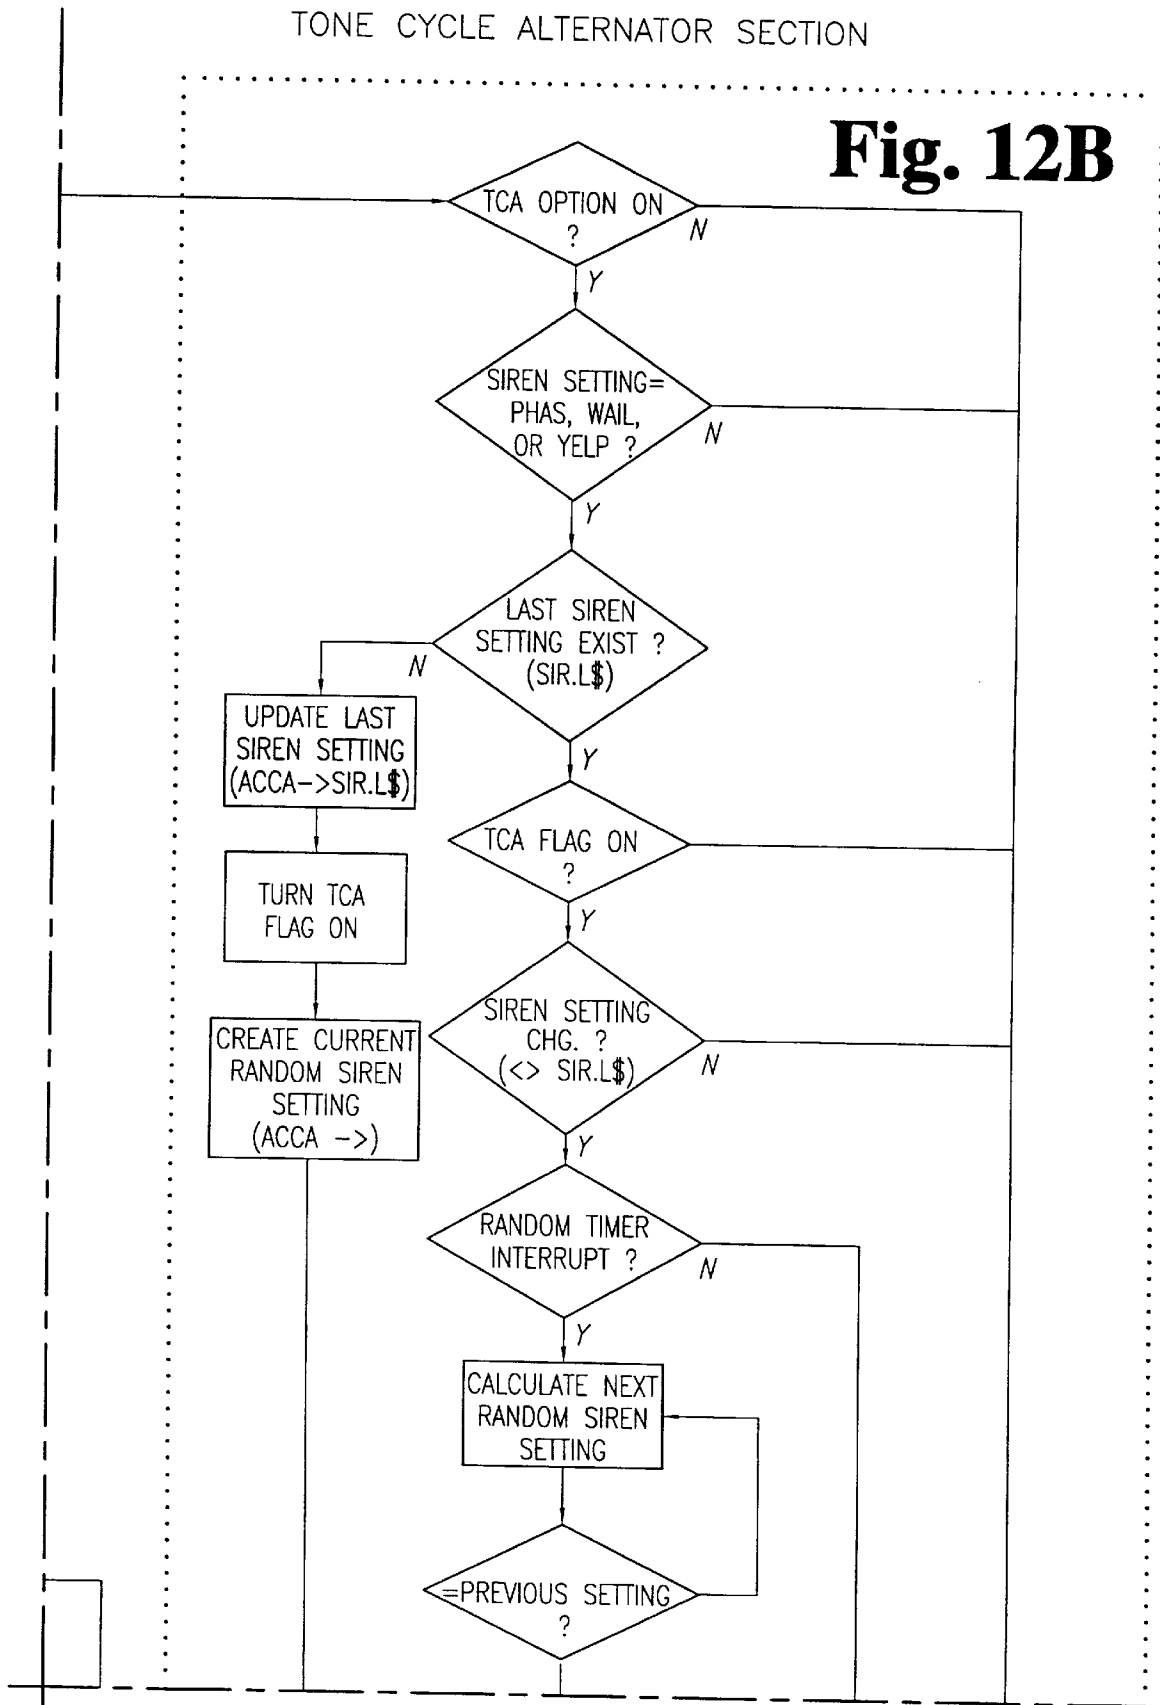 TONE CYCLE ALTERNATOR SECTION
Fig. 12B
TCA OPTION ON
?
N
Y
SIREN SETTING=
PHAS, WAIL,
OR YELP ?
N
Y
LAST SIREN
SETTING EXIST ?
(SIR.L$)
N
Y
UPDATE LAST
SIREN SETTING
(ACCA->SIR.L$)
TURN TCA
FLAG ON
CREATE CURRENT
RANDOM SIREN
SETTING
(ACCA ->)
TCA FLAG ON
?
Y
SIREN SETTING
CHG. ?
(<> SIR.L$)
N
Y
RANDOM TIMER
INTERRUPT ?
N
Y
CALCULATE NEXT
RANDOM SIREN
SETTING
=PREVIOUS SETTING
?